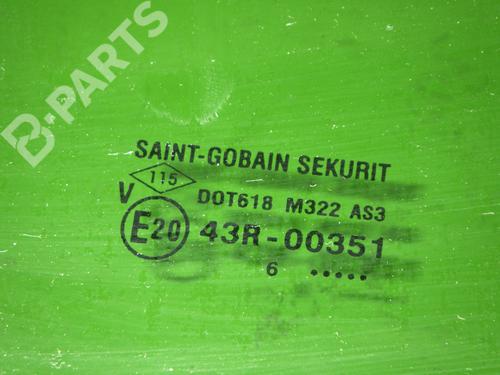 B-PARTS
SAINT-GOBAIN SEKURIT
115
V DOT618 M322 AS3
E20 43R-00351
6 .....